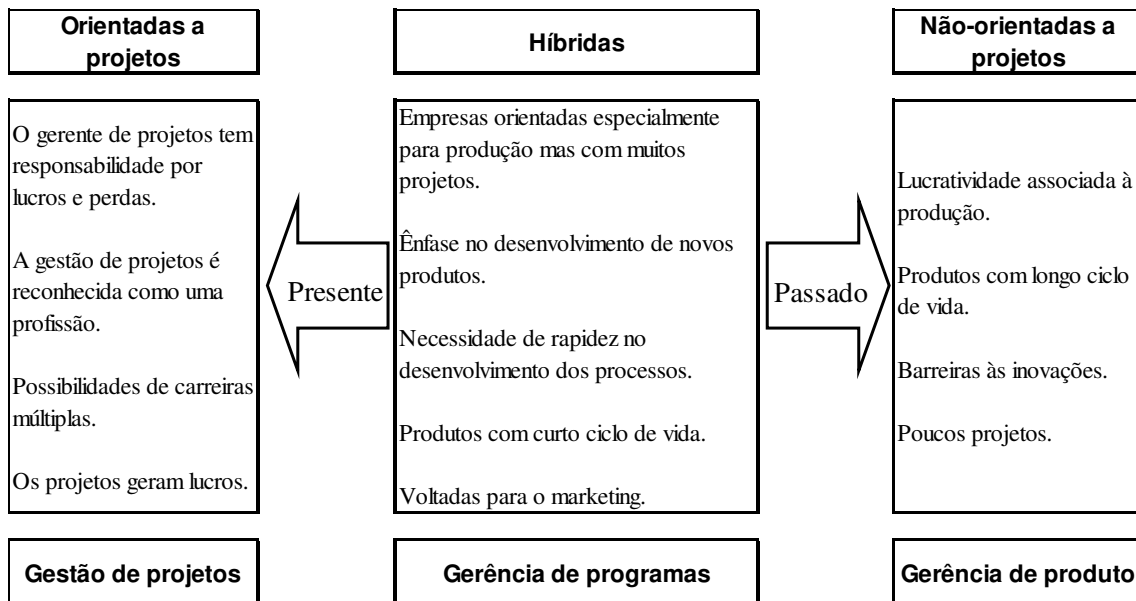 Orientadas a
projetos
Híbridas
Não-orientadas a
projetos
O gerente de projetos tem
responsabilidade por
lucros e perdas.
A gestão de projetos é
reconhecida como uma
profissão.
Possibilidades de carreiras
múltiplas.
Os projetos geram lucros.
Presente
Empresas orientadas especialmente
para produção mas com muitos
projetos.
Ênfase no desenvolvimento de novos
produtos.
Necessidade de rapidez no
desenvolvimento dos processos.
Produtos com curto ciclo de vida.
Voltadas para o marketing.
Passado
Lucratividade associada à
produção.
Produtos com longo ciclo
de vida.
Barreiras às inovações.
Poucos projetos.
Gestão de projetos
Gerência de programas
Gerência de produto